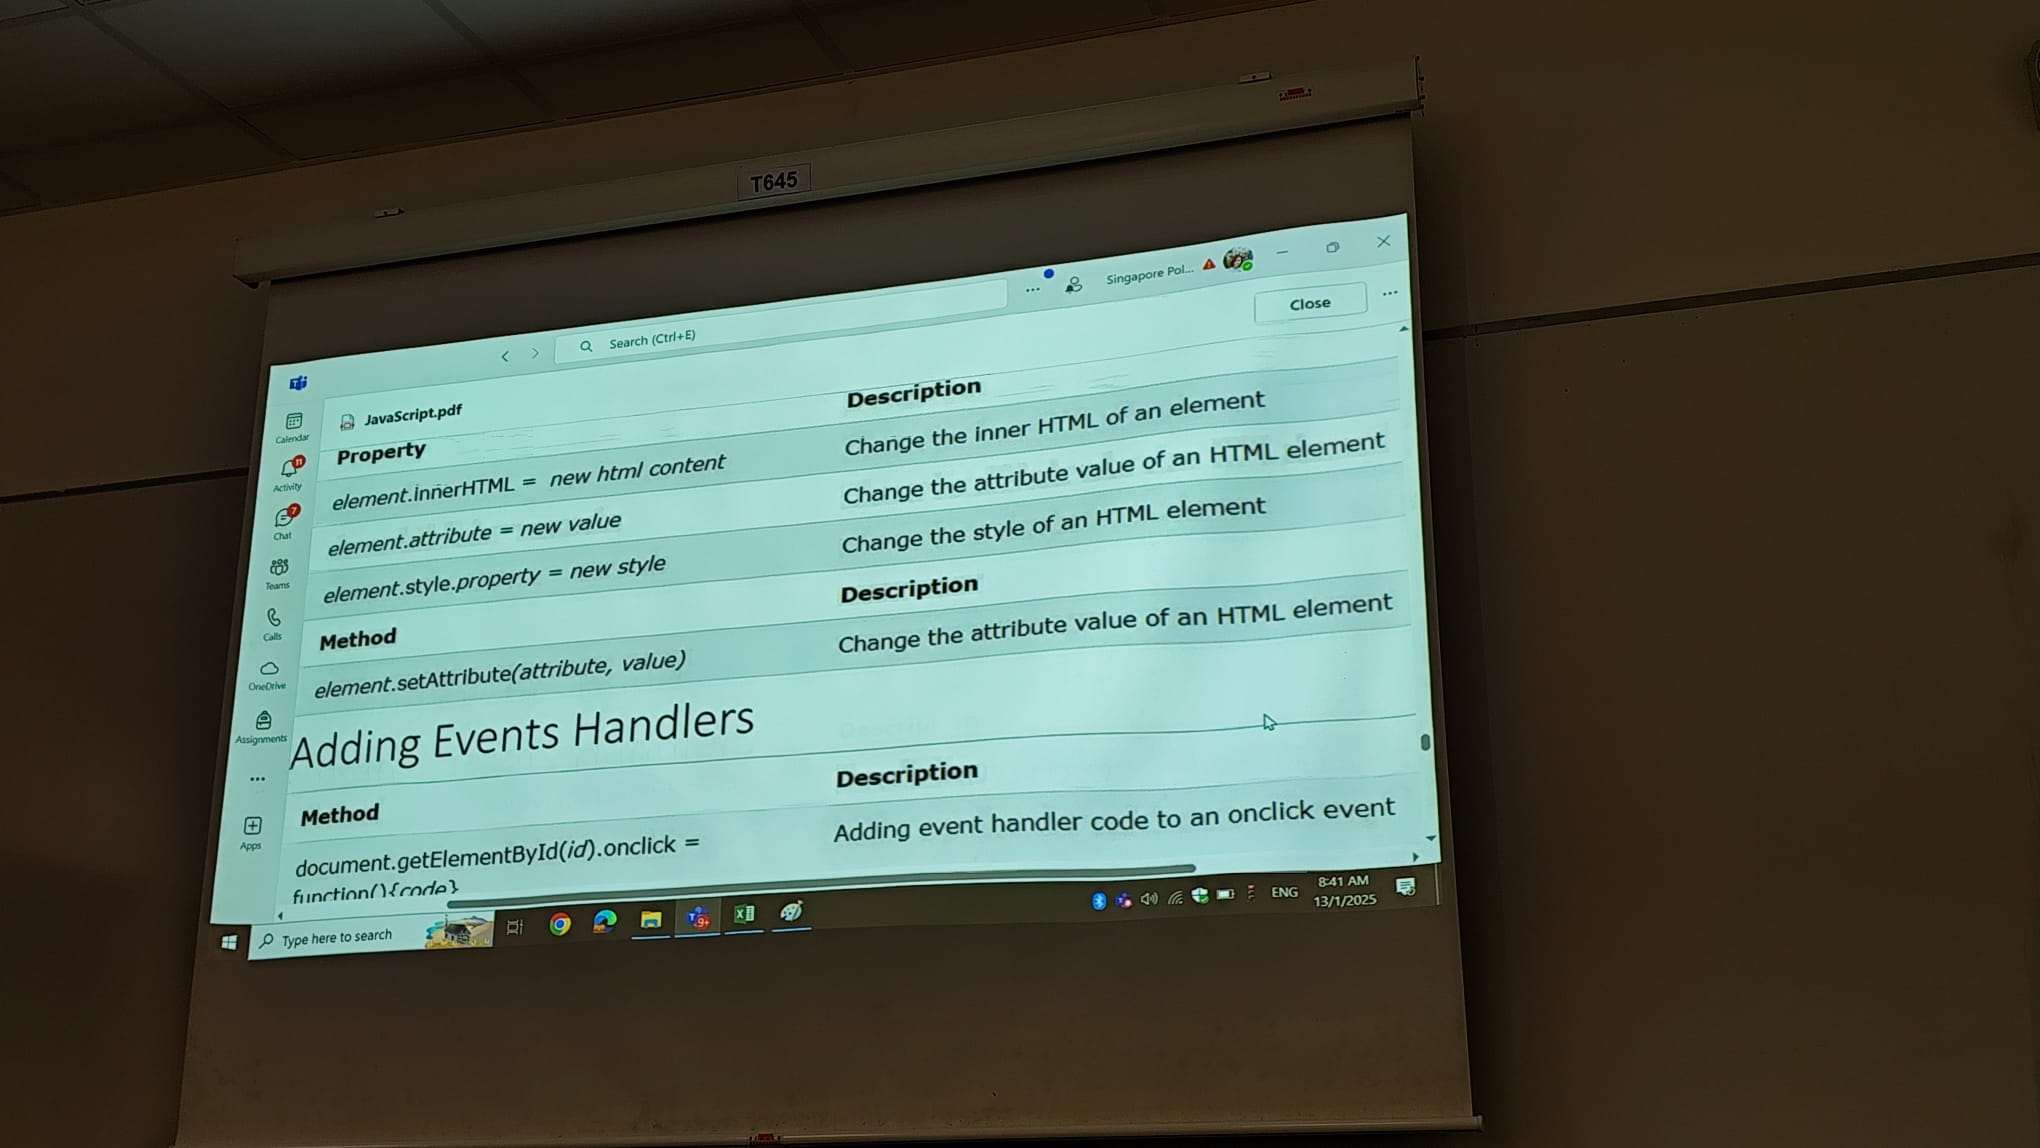 T645
Search (Ctrl+E)
Singapore Pol...
Close
JavaScript.pdf
Calendar
11
Activity
7
Chat
Teams
Calls
OneDrive
Assignments
Apps
Property Description
element.innerHTML = new html content Change the inner HTML of an element
element.attribute = new value Change the attribute value of an HTML element
element.style.property = new style Change the style of an HTML element
Method Description
element.setAttribute(attribute, value) Change the attribute value of an HTML element
Adding Events Handlers
Method Description
document.getElementById(id).onclick = Adding event handler code to an onclick event
function(){code}
Type here to search
9+
ENG
8:41 AM
13/1/2025